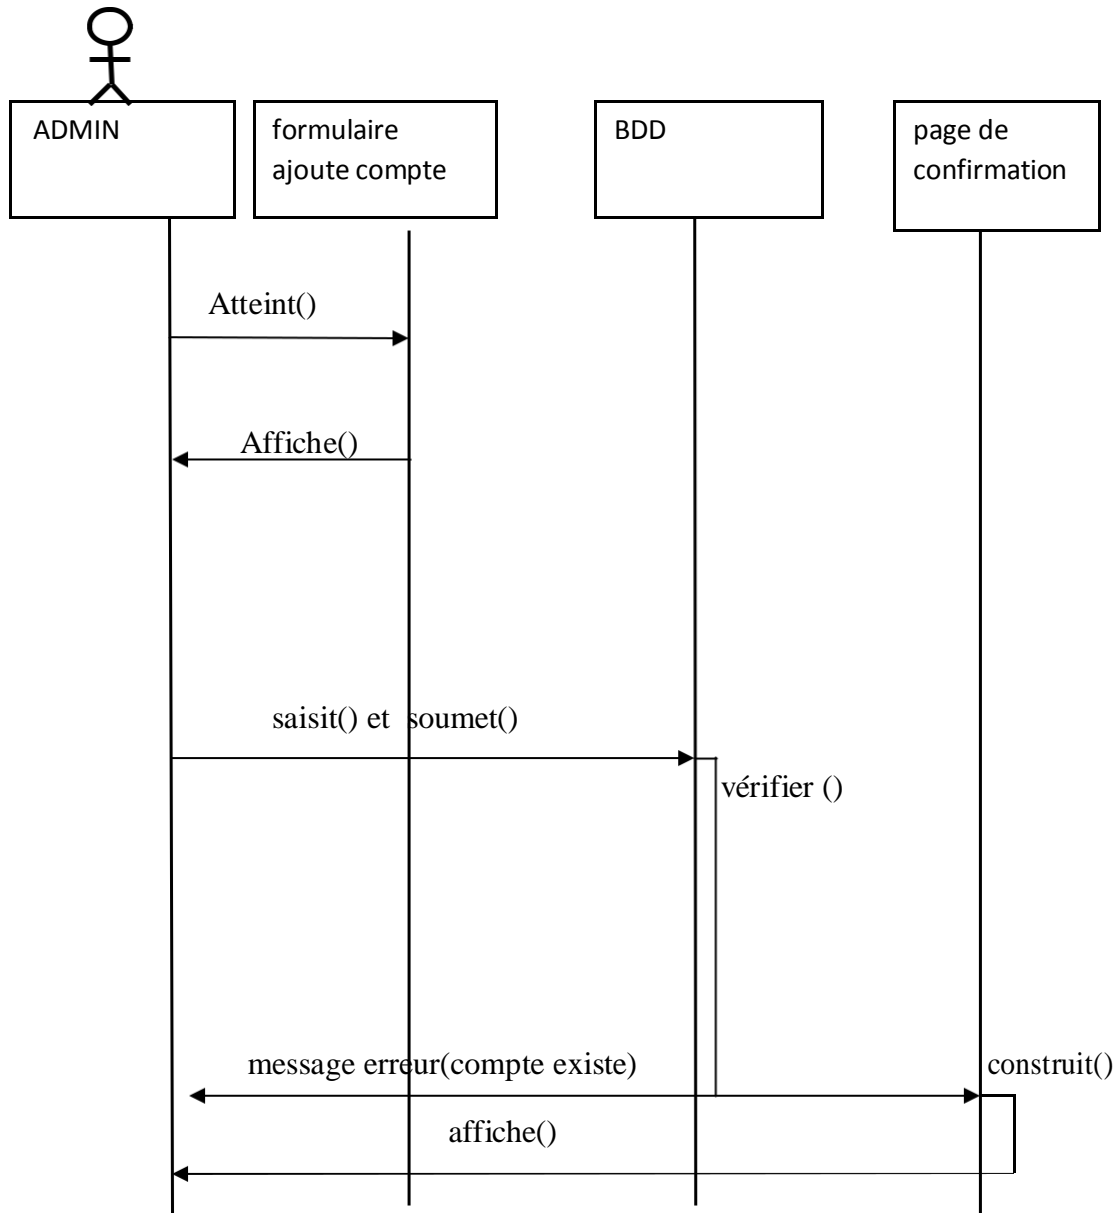 ADMIN
formulaire
ajoute compte
BDD
page de
confirmation
Atteint()
Affiche()
saisit() et  soumet()
vérifier ()
message erreur(compte existe)
construit()
affiche()